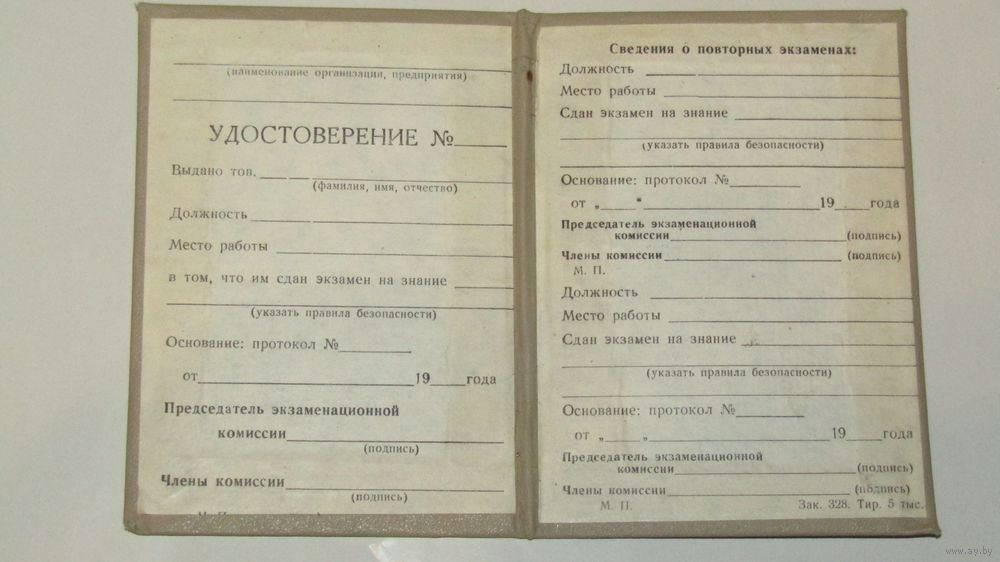 (наименование организации, предприятия)
УДОСТОВЕРЕНИЕ №
Выдано тов.
(фамилия, имя, отчество)
Должность
Место работы
в том, что им сдан экзамен на знание
(указать правила безопасности)
Основание: протокол №
от 19 года
Председатель экзаменационной
комиссии
(подпись)
Члены комиссии
(подпись)
Сведения о повторных экзаменах:
Должность
Место работы
Сдан экзамен на знание
(указать правила безопасности)
Основание: протокол №
от „ “ 19 года
Председатель экзаменационной
комиссии (подпись)
Члены комиссии (подпись)
М. П.
Должность
Место работы
Сдан экзамен на знание
(указать правила безопасности)
Основание: протокол №
от „ „ 19 года
Председатель экзаменационной
комиссии (подпись)
Члены комиссии (подпись)
М. П. Зак. 328. Тир. 5 тыс.
www.ay.by